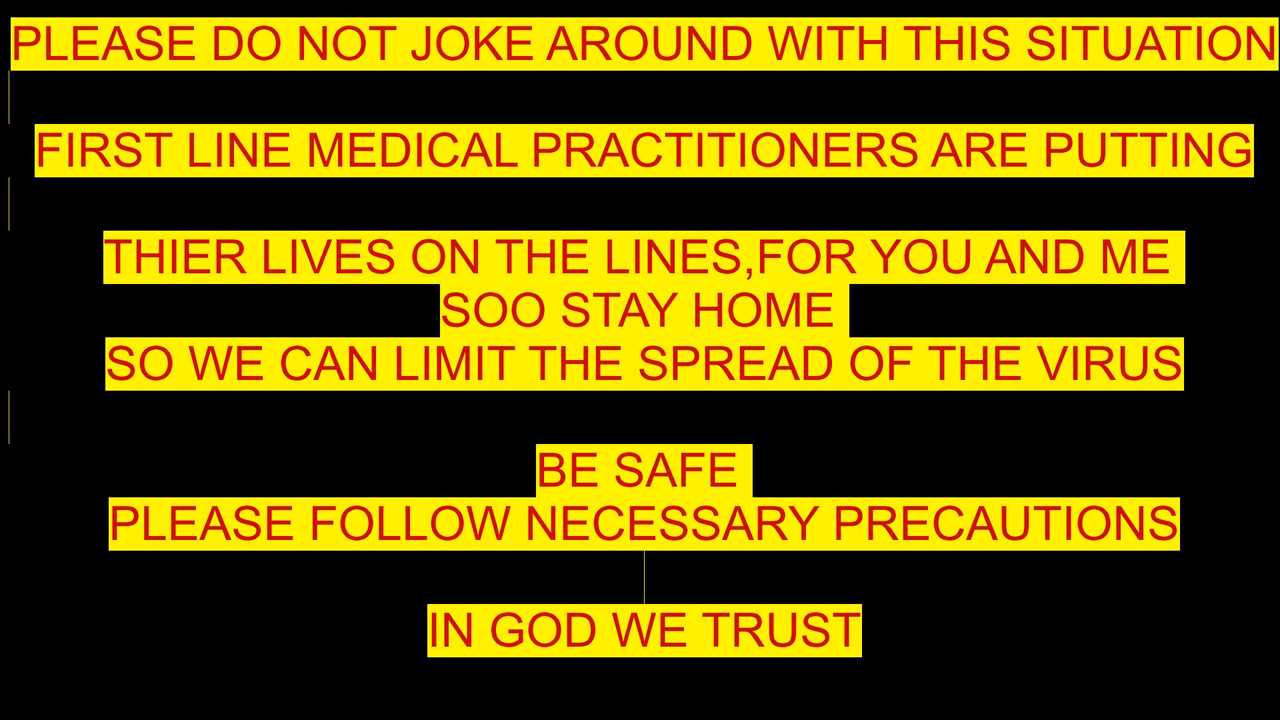 PLEASE DO NOT JOKE AROUND WITH THIS SITUATION
FIRST LINE MEDICAL PRACTITIONERS ARE PUTTING
THIER LIVES ON THE LINES,FOR YOU AND ME
SOO STAY HOME
SO WE CAN LIMIT THE SPREAD OF THE VIRUS
BE SAFE
PLEASE FOLLOW NECESSARY PRECAUTIONS
IN GOD WE TRUST